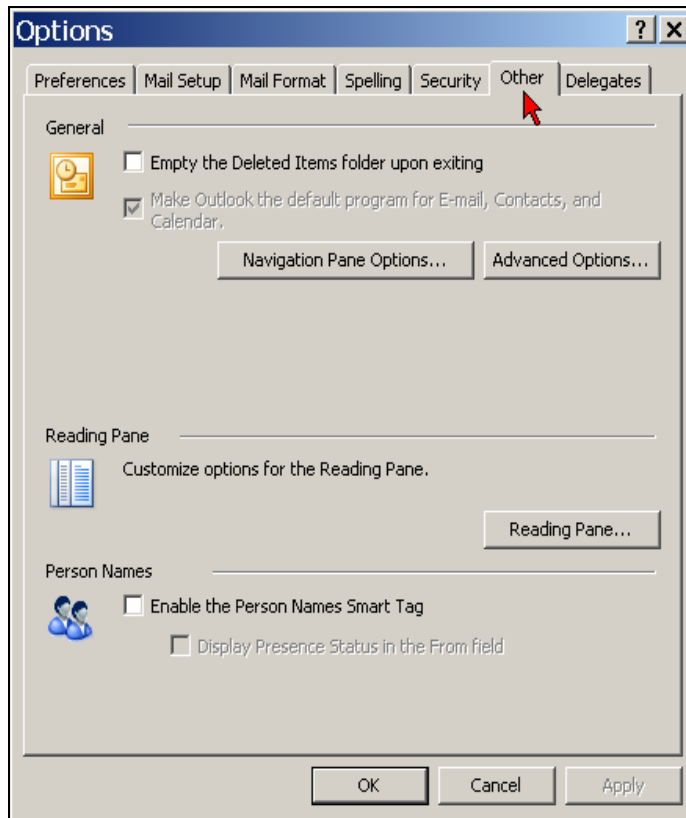 Options
Preferences Mail Setup Mail Format Spelling Security Other Delegates
General
Empty the Deleted Items folder upon exiting
Make Outlook the default program for E-mail, Contacts, and
Calendar.
Navigation Pane Options... Advanced Options...
Reading Pane
Customize options for the Reading Pane.
Reading Pane...
Person Names
Enable the Person Names Smart Tag
Display Presence Status in the From field
OK Cancel Apply